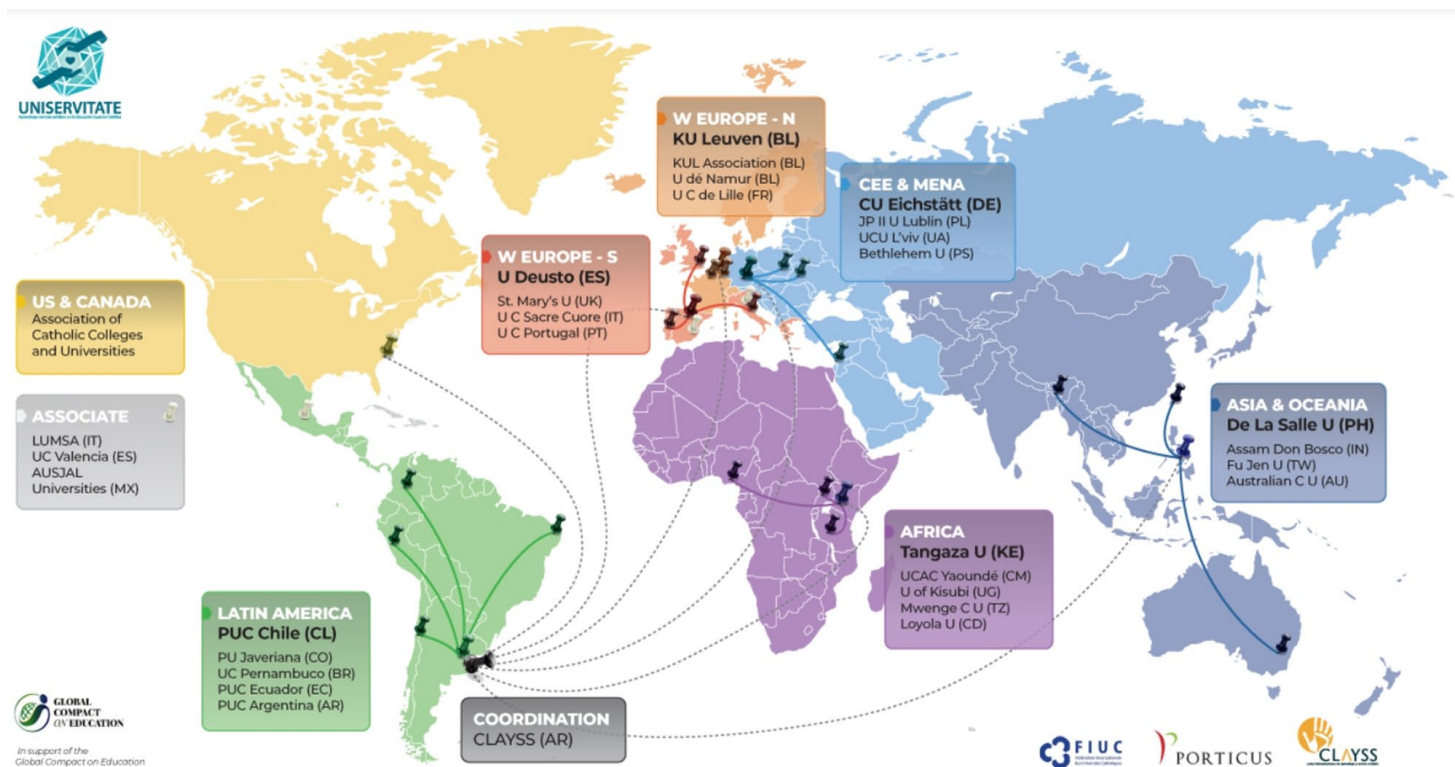 UNISERVITATE
W EUROPE - N
KU Leuven (BL)
KUL Association (BL)
U dé Namur (BL)
U C de Lille (FR)
CEE & MENA
CU Eichstätt (DE)
JP II U Lublin (PL)
UCU L'viv (UA)
Bethlehem U (PS)
W EUROPE - S
U Deusto (ES)
St. Mary's U (UK)
U C Sacre Cuore (IT)
U C Portugal (PT)
US & CANADA
Association of
Catholic Colleges
and Universities
ASSOCIATE
LUMSA (IT)
UC Valencia (ES)
AUSJAL
Universities (MX)
ASIA & OCEANIA
De La Salle U (PH)
Assam Don Bosco (IN)
Fu Jen U (TW)
Australian C U (AU)
AFRICA
Tangaza U (KE)
UCAC Yaoundé (CM)
U of Kisubi (UG)
Mwenge C U (TZ)
Loyola U (CD)
LATIN AMERICA
PUC Chile (CL)
PU Javeriana (CO)
UC Pernambuco (BR)
PUC Ecuador (EC)
PUC Argentina (AR)
COORDINATION
CLAYSS (AR)
GLOBAL
COMPACT
ON EDUCATION
In support of the
Global Compact on Education
FIUC
PORTICUS
CLAYSS